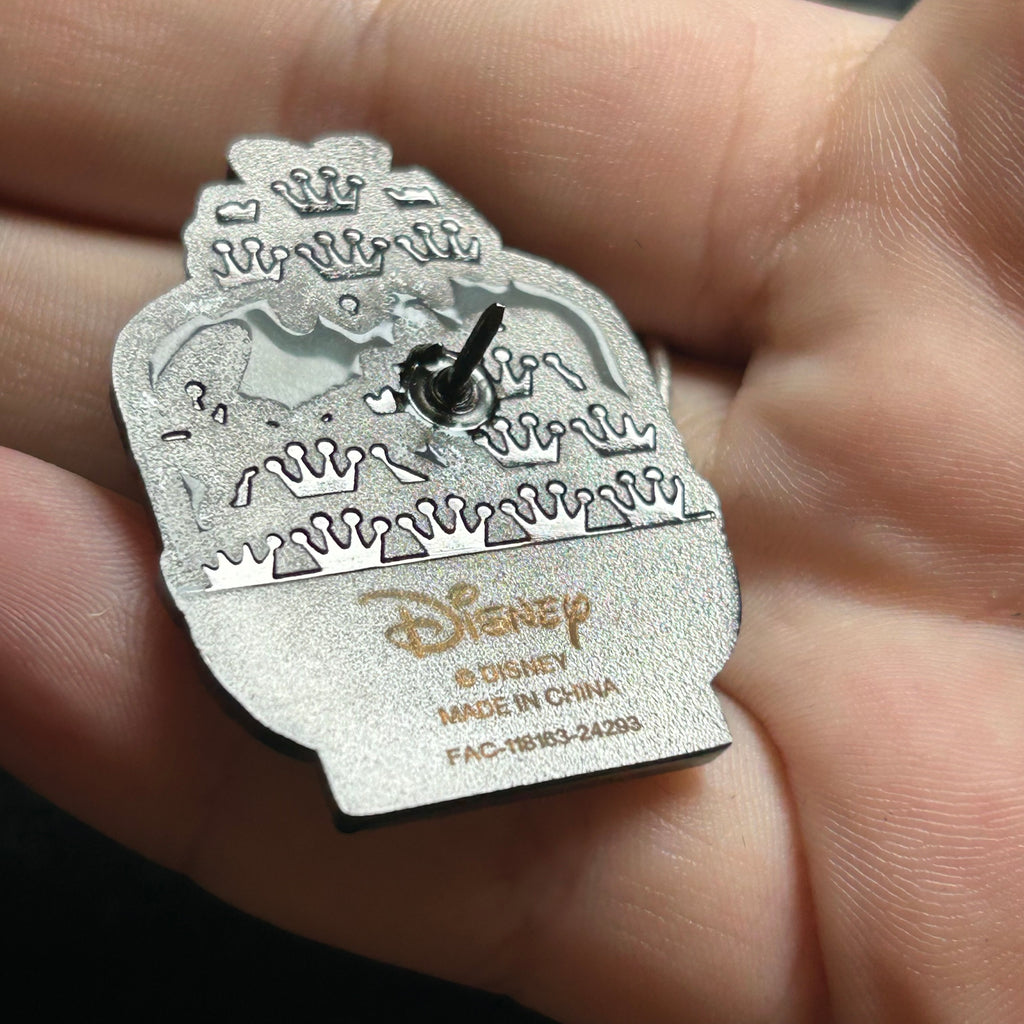 Disney
© DISNEY
MADE IN CHINA
FAC-118163-24293